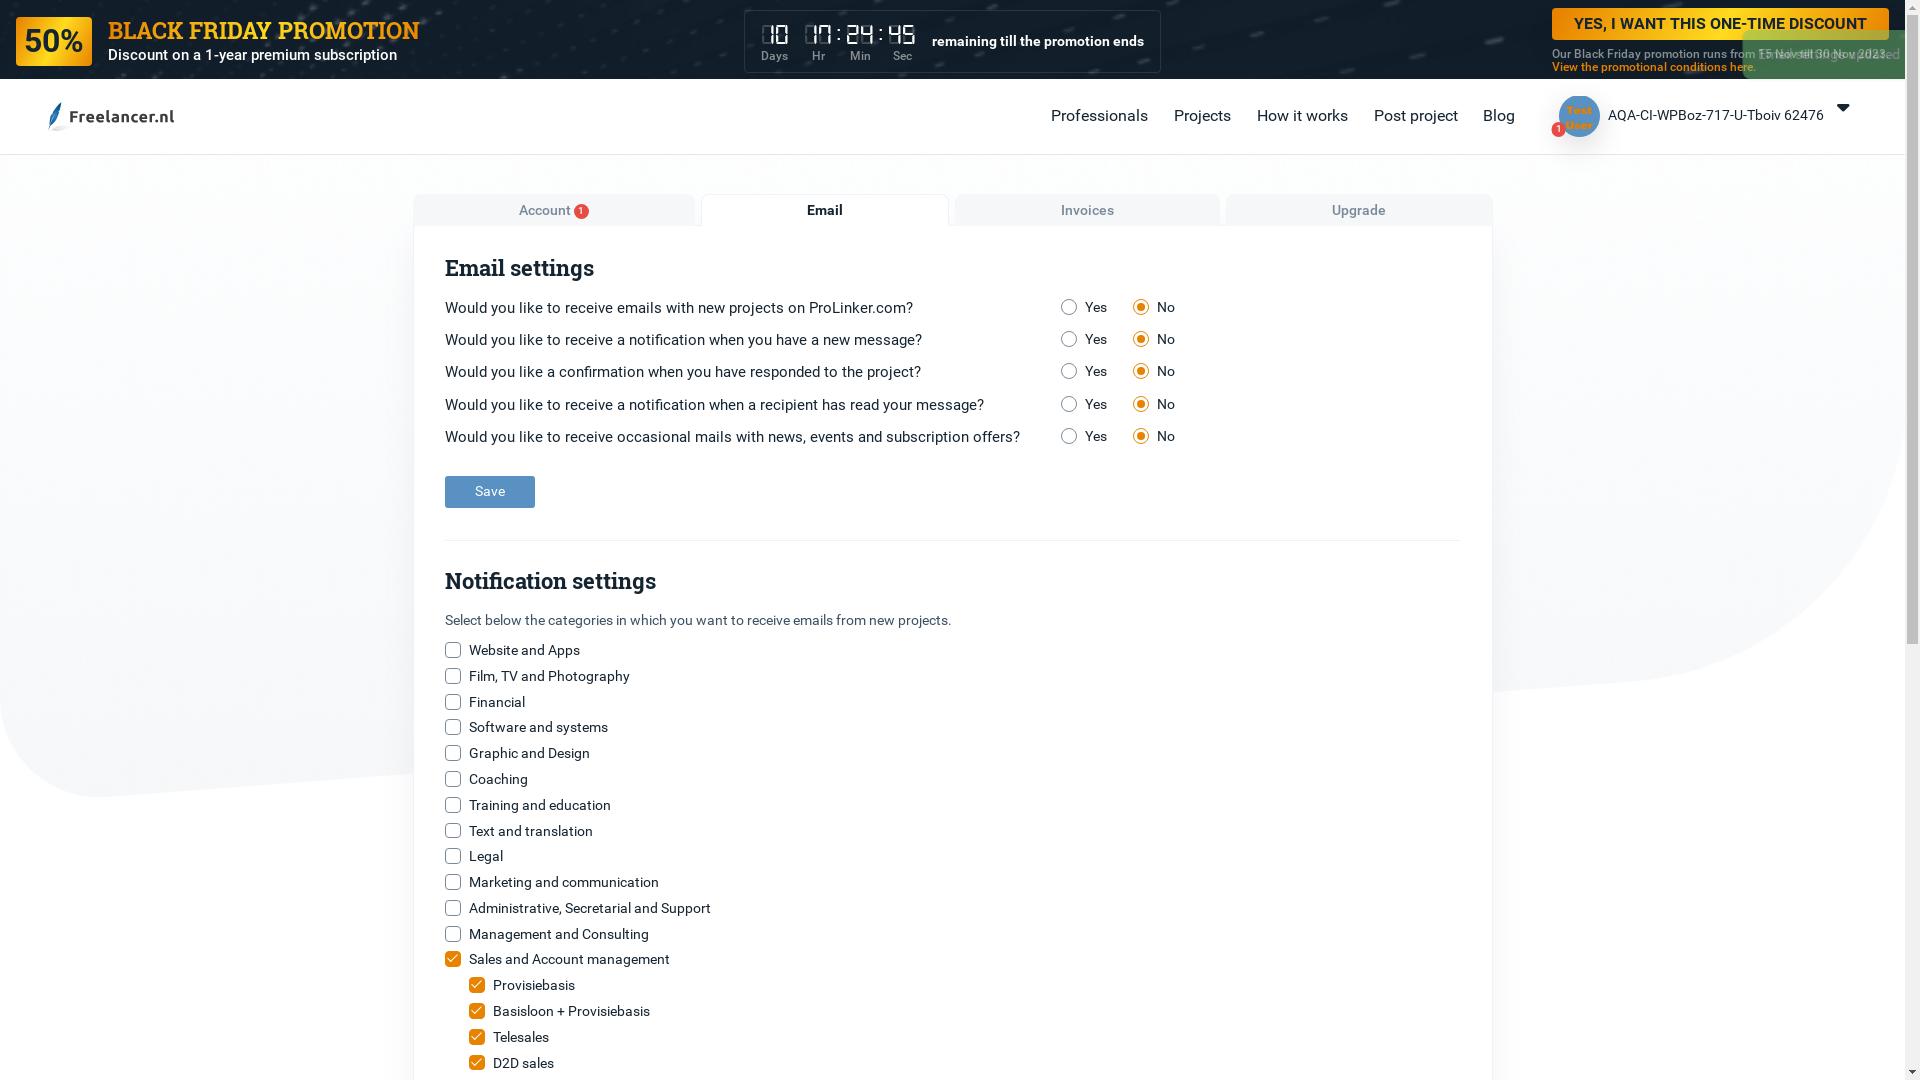 50%
BLACK FRIDAY PROMOTION
Discount on a 1-year premium subscription
10 17:24:45
Days Hr Min Sec
remaining till the promotion ends
YES, I WANT THIS ONE-TIME DISCOUNT
Our Black Friday promotion runs from 15 Nov till 30 Nov 2023.
View the promotional conditions here.
Freelancer.nl
Professionals
Projects
How it works
Post project
Blog
Test User
1
AQA-CI-WPBoz-717-U-Tboiv 62476
Account 1
Email
Invoices
Upgrade
Email settings
Would you like to receive emails with new projects on ProLinker.com? Yes No
Would you like to receive a notification when you have a new message? Yes No
Would you like a confirmation when you have responded to the project? Yes No
Would you like to receive a notification when a recipient has read your message? Yes No
Would you like to receive occasional mails with news, events and subscription offers? Yes No
Save
Notification settings
Select below the categories in which you want to receive emails from new projects.
Website and Apps
Film, TV and Photography
Financial
Software and systems
Graphic and Design
Coaching
Training and education
Text and translation
Legal
Marketing and communication
Administrative, Secretarial and Support
Management and Consulting
Sales and Account management
Provisiebasis
Basisloon + Provisiebasis
Telesales
D2D sales